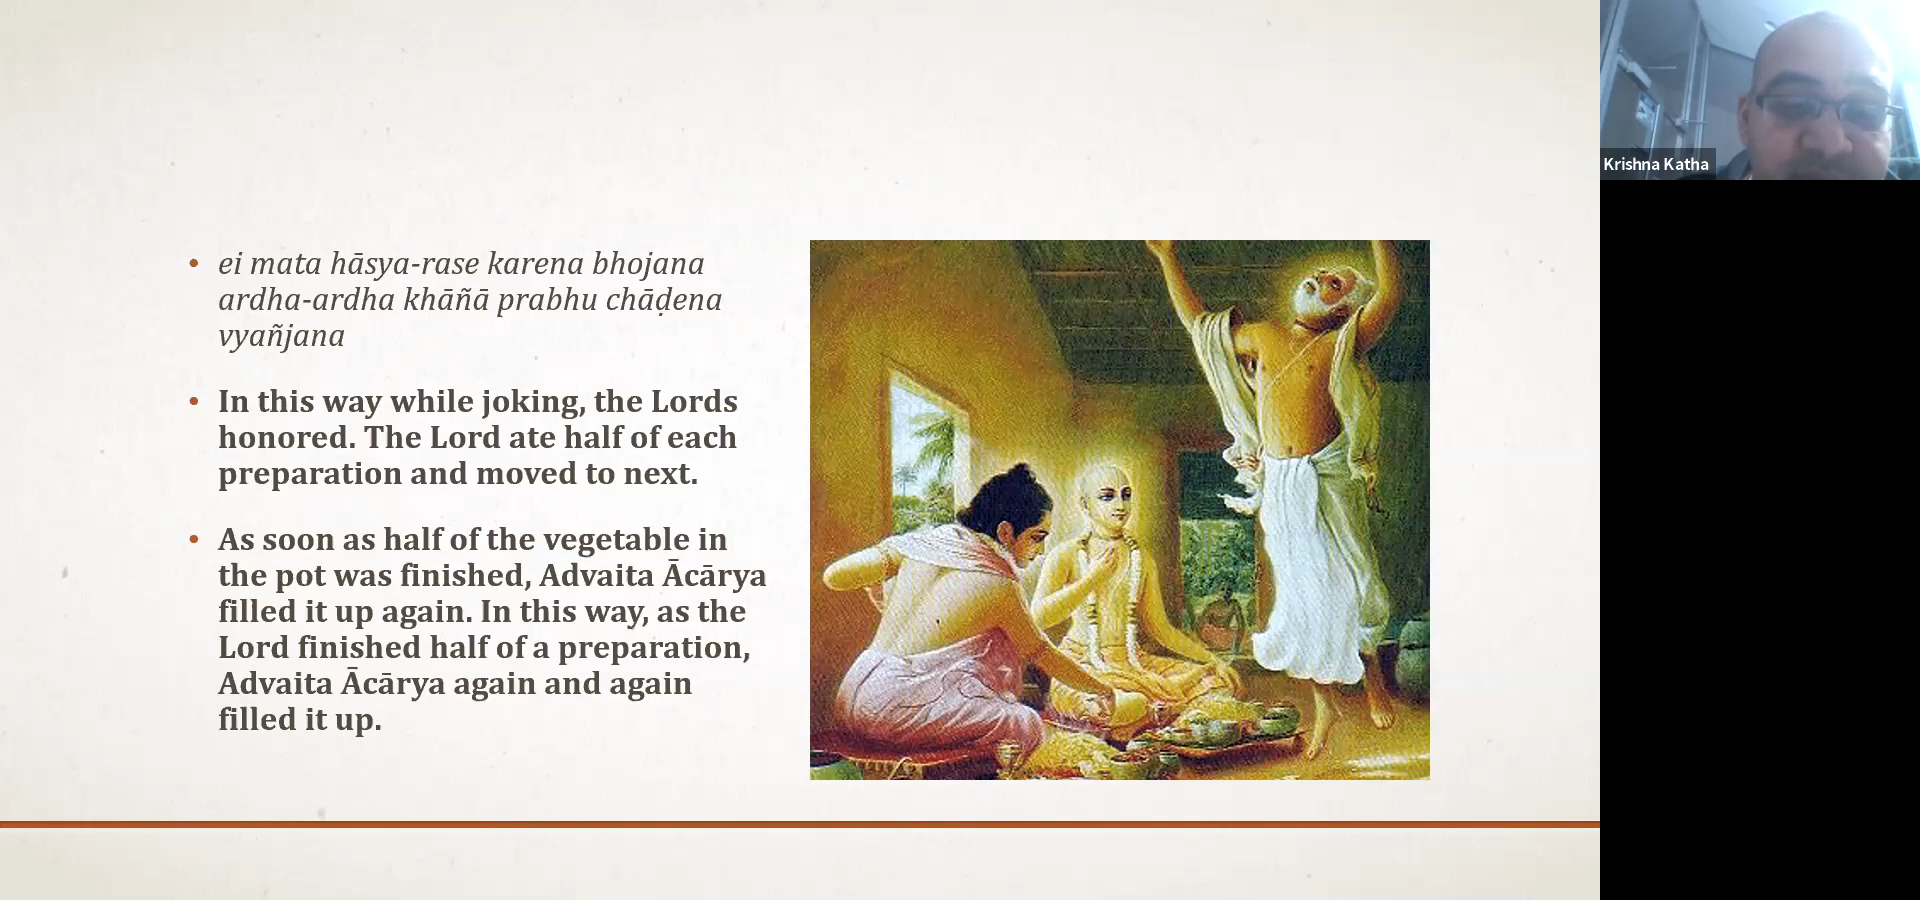 ei mata hāsya-rase karena bhojana
ardha-ardha khāñā prabhu chāḍena
vyañjana
In this way while joking, the Lords
honored. The Lord ate half of each
preparation and moved to next.
As soon as half of the vegetable in
the pot was finished, Advaita Ācārya
filled it up again. In this way, as the
Lord finished half of a preparation,
Advaita Ācārya again and again
filled it up.
Krishna Katha